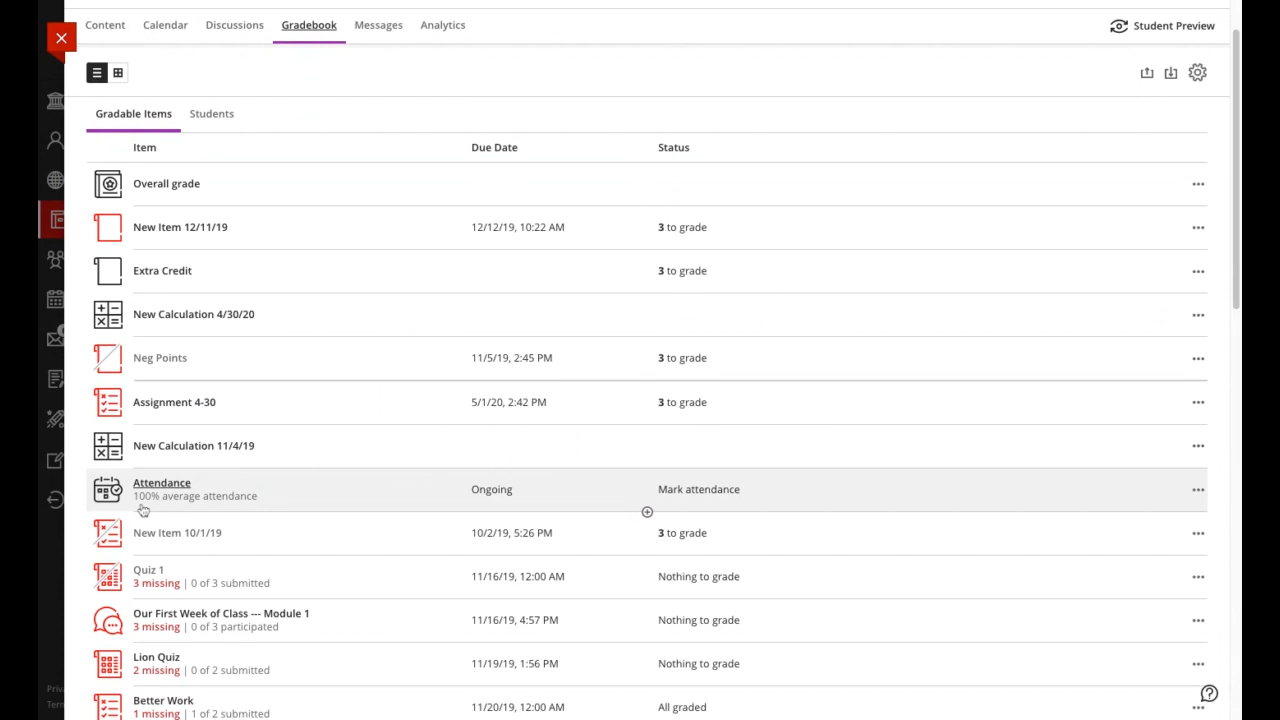 Content Calendar Discussions Gradebook Messages Analytics Student Preview
Gradable Items Students
Item Due Date Status
Overall grade
New Item 12/11/19 12/12/19, 10:22 AM 3 to grade
Extra Credit 3 to grade
New Calculation 4/30/20
Neg Points 11/5/19, 2:45 PM 3 to grade
Assignment 4-30 5/1/20, 2:42 PM 3 to grade
New Calculation 11/4/19
Attendance
100% average attendance Ongoing Mark attendance
New Item 10/1/19 10/2/19, 5:26 PM 3 to grade
Quiz 1
3 missing | 0 of 3 submitted 11/16/19, 12:00 AM Nothing to grade
Our First Week of Class --- Module 1
3 missing | 0 of 3 participated 11/16/19, 4:57 PM Nothing to grade
Lion Quiz
2 missing | 0 of 2 submitted 11/19/19, 1:56 PM Nothing to grade
Better Work
1 missing | 1 of 2 submitted 11/20/19, 12:00 AM All graded